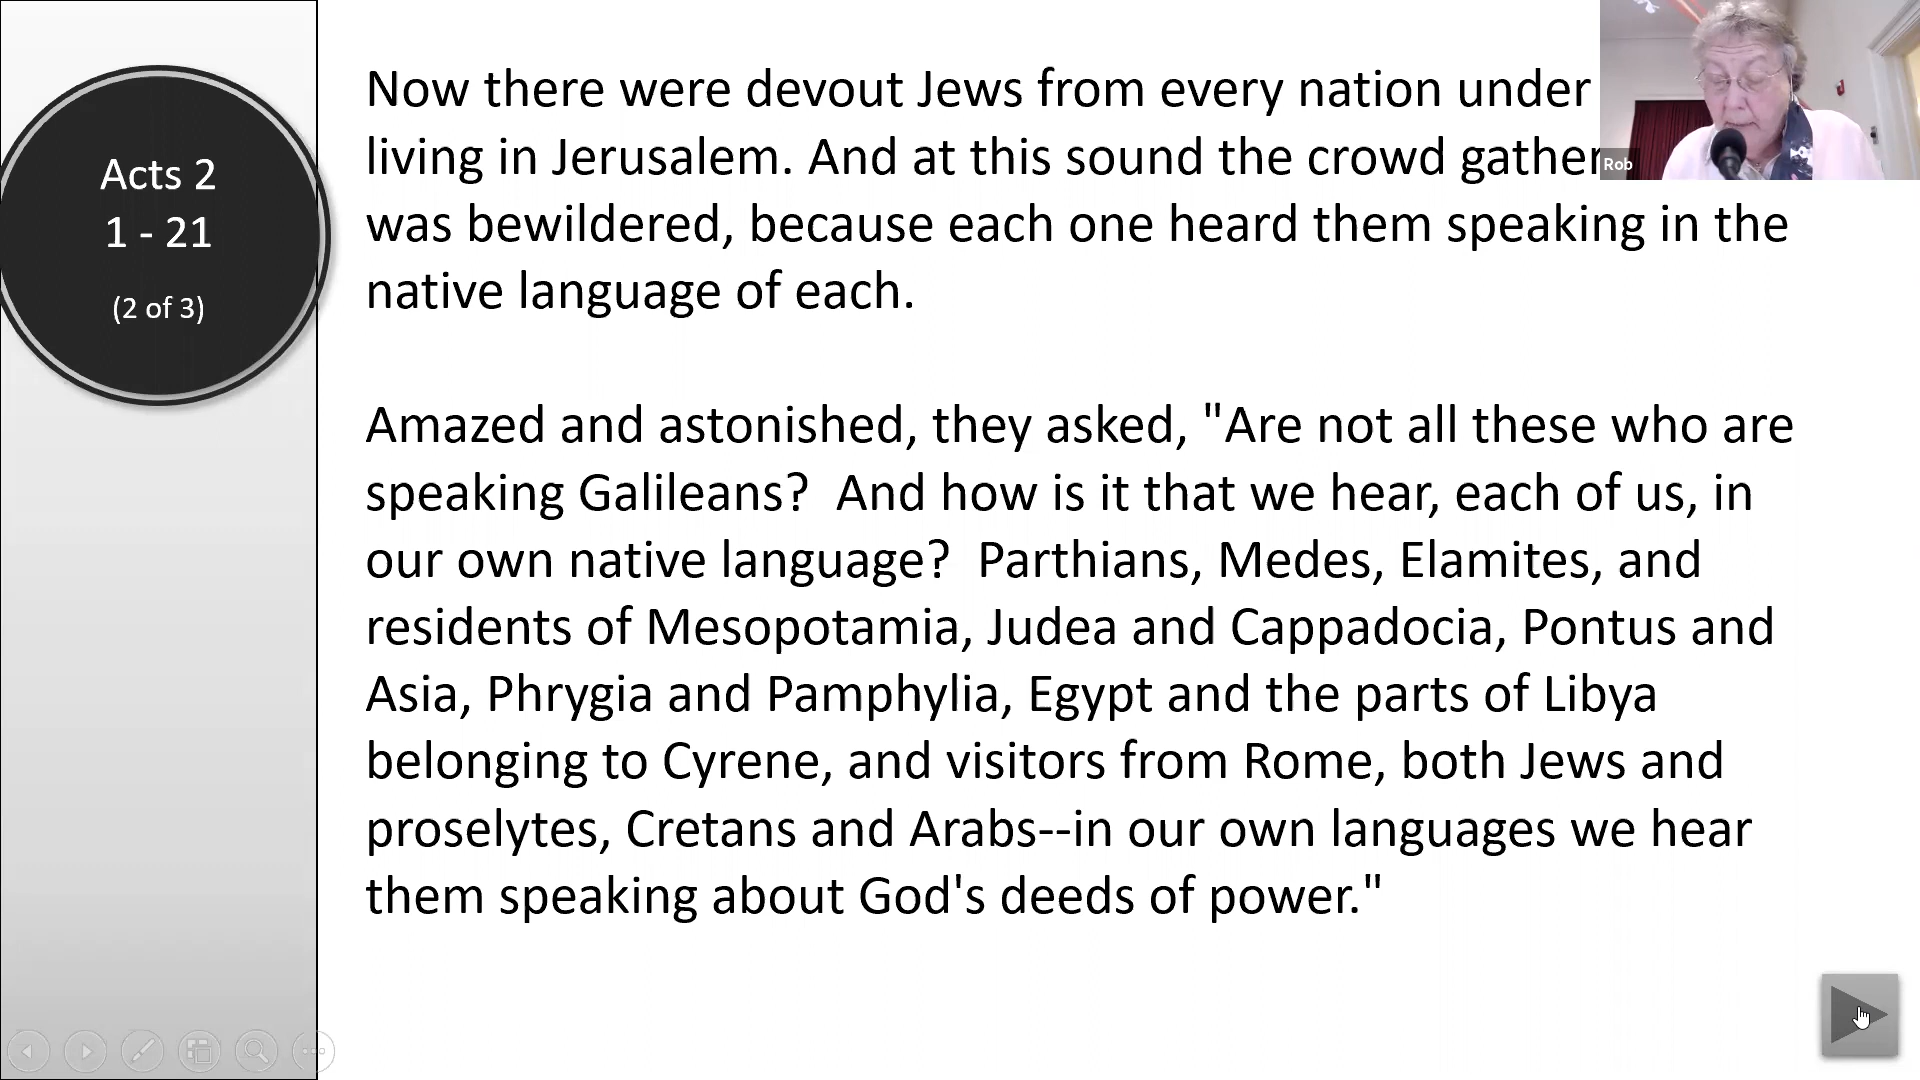 Acts 2
1 - 21
(2 of 3)
Now there were devout Jews from every nation under
living in Jerusalem. And at this sound the crowd gather
was bewildered, because each one heard them speaking in the
native language of each.
Amazed and astonished, they asked, "Are not all these who are
speaking Galileans?  And how is it that we hear, each of us, in
our own native language?  Parthians, Medes, Elamites, and
residents of Mesopotamia, Judea and Cappadocia, Pontus and
Asia, Phrygia and Pamphylia, Egypt and the parts of Libya
belonging to Cyrene, and visitors from Rome, both Jews and
proselytes, Cretans and Arabs--in our own languages we hear
them speaking about God's deeds of power."
Rob